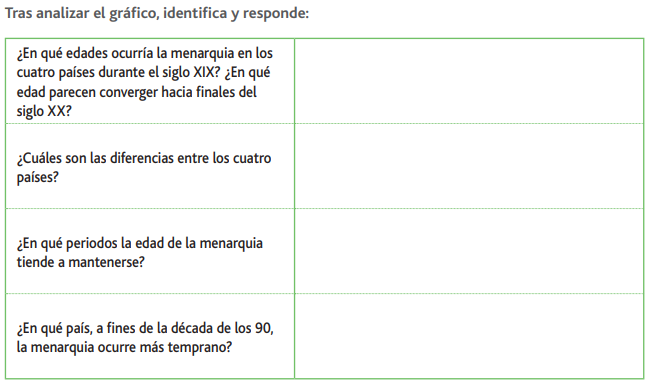 Tras analizar el gráfico, identifica y responde:
¿En qué edades ocurría la menarquia en los
cuatro países durante el siglo XIX? ¿En qué
edad parecen converger hacia finales del
siglo XX?
¿Cuáles son las diferencias entre los cuatro
países?
¿En qué periodos la edad de la menarquia
tiende a mantenerse?
¿En qué país, a fines de la década de los 90,
la menarquia ocurre más temprano?